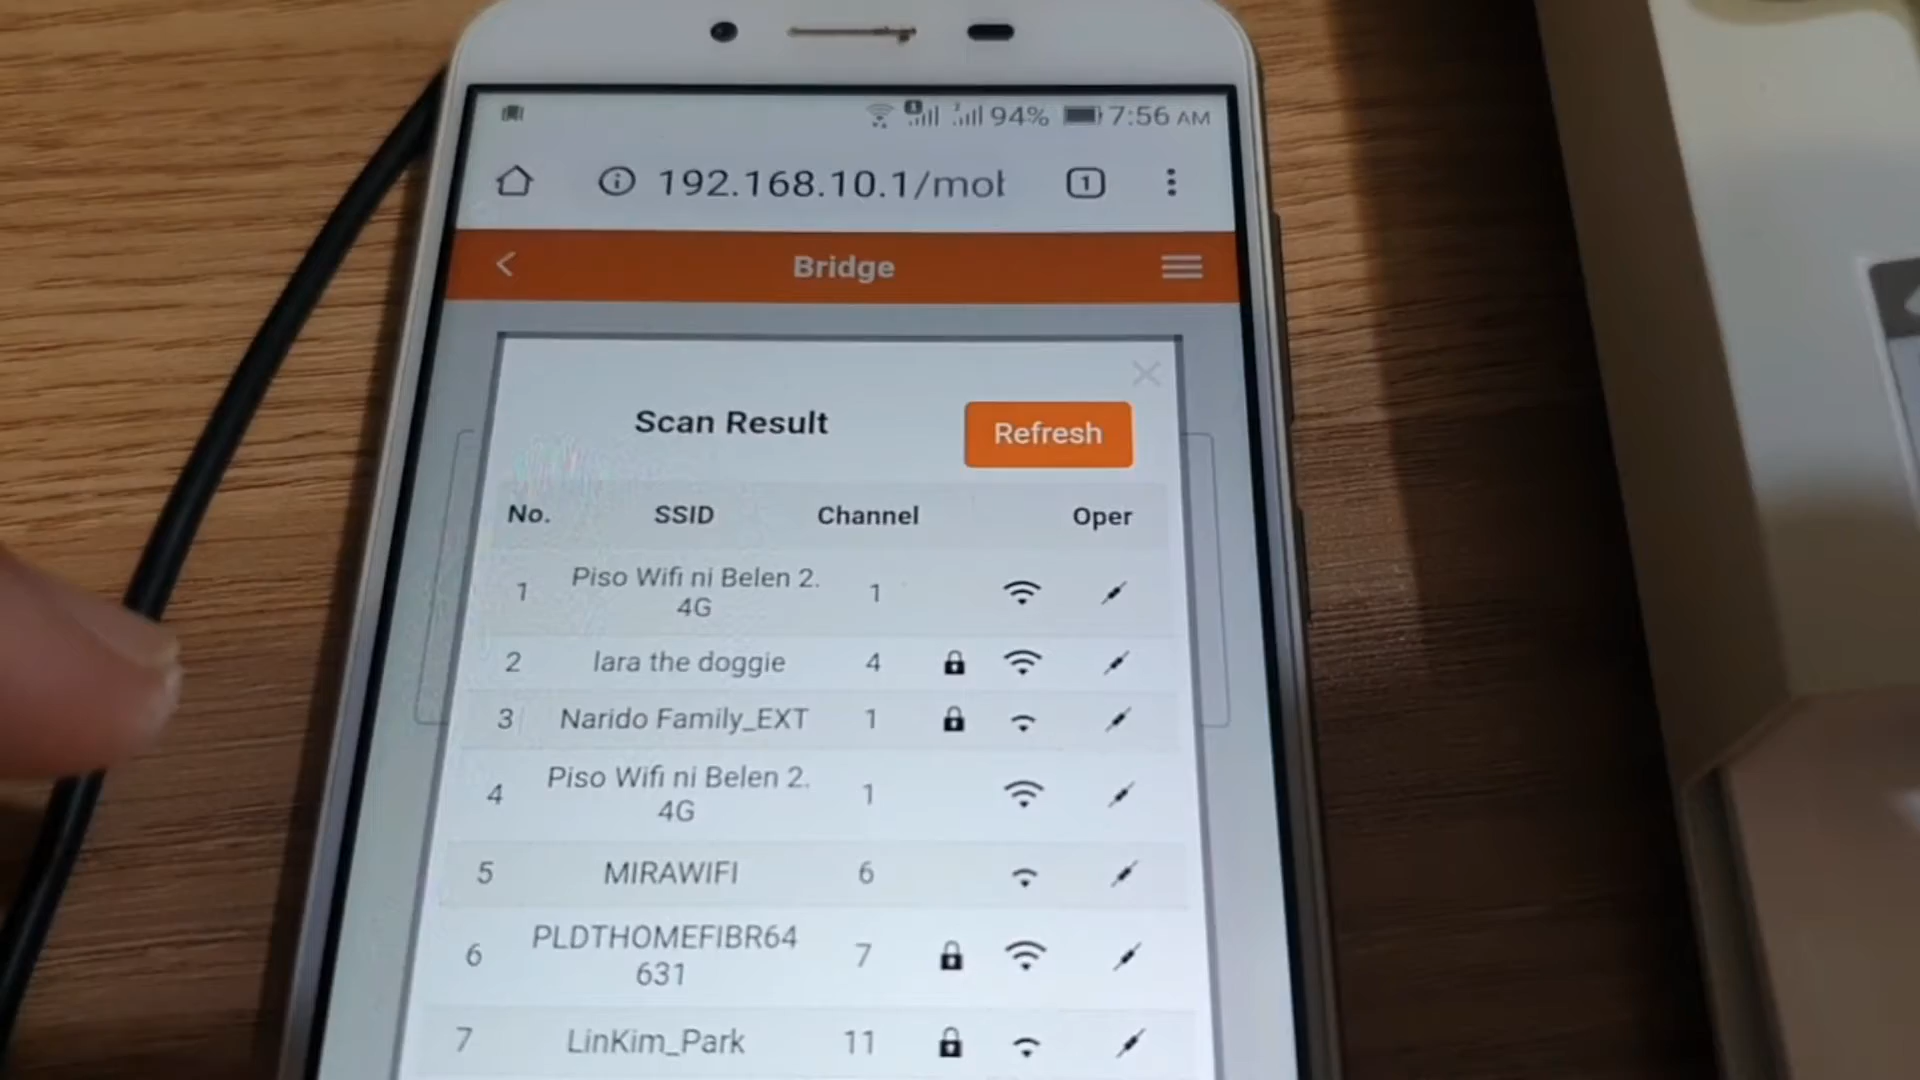 94% 7:56 AM
192.168.10.1/mol
Bridge
Scan Result
Refresh
No. SSID Channel Oper
1 Piso Wifi ni Belen 2. 1
4G
2 lara the doggie 4
3 Narido Family_EXT 1
4 Piso Wifi ni Belen 2. 1
4G
5 MIRAWIFI 6
6 PLDTHOMEFIBR64 7
631
7 LinKim_Park 11